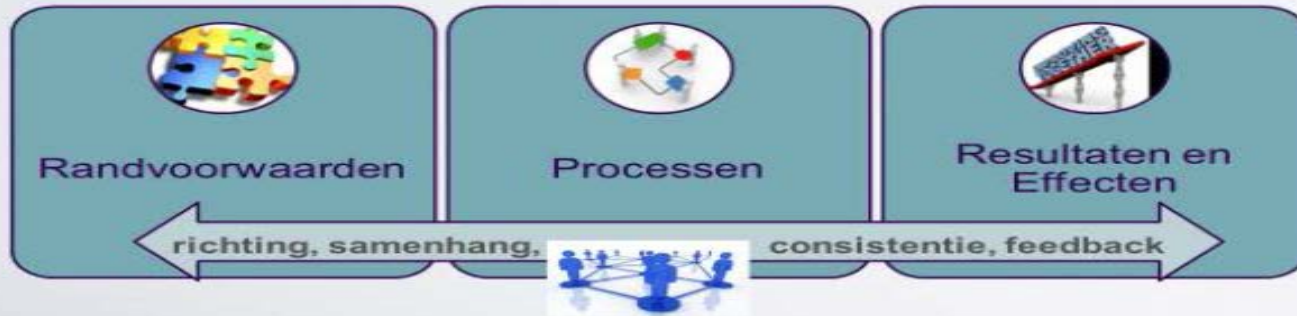 Randvoorwaarden
Processen
Resultaten en
Effecten
richting, samenhang,
consistentie, feedback